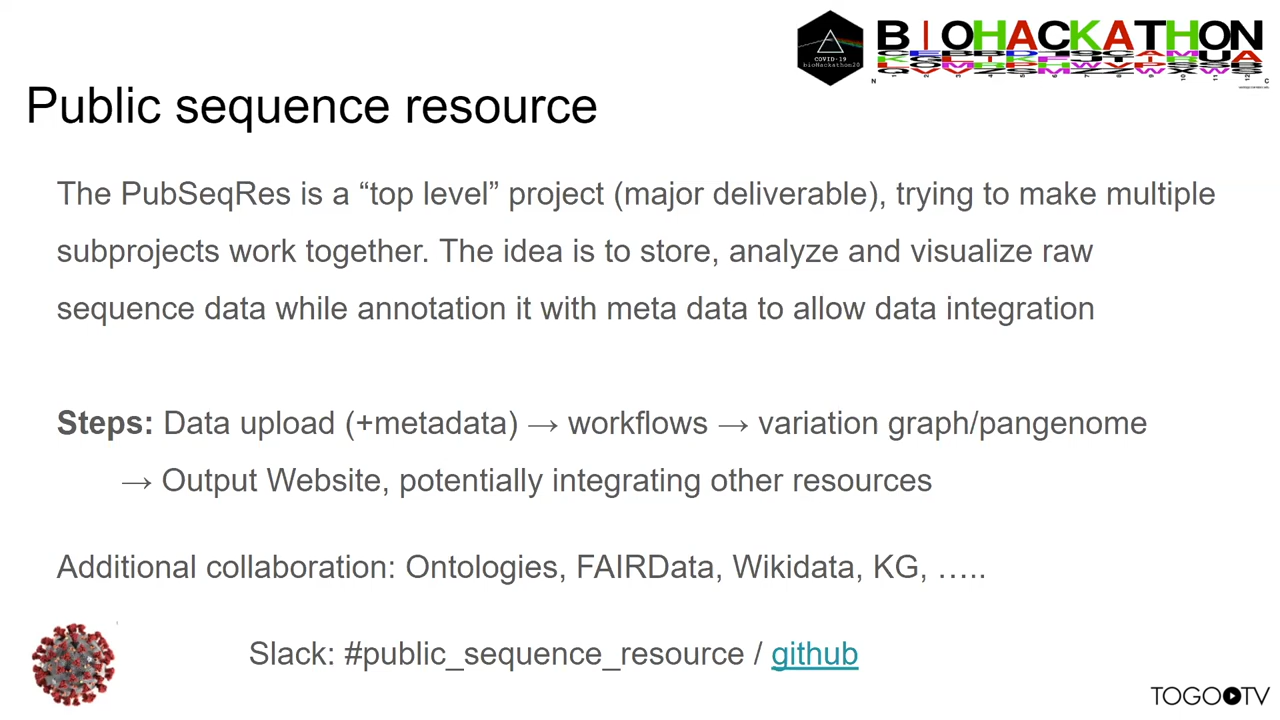 COVID-19
bioHackathon20
BIOHACKATHON
Public sequence resource
The PubSeqRes is a “top level” project (major deliverable), trying to make multiple
subprojects work together. The idea is to store, analyze and visualize raw
sequence data while annotation it with meta data to allow data integration
Steps: Data upload (+metadata) → workflows → variation graph/pangenome
→ Output Website, potentially integrating other resources
Additional collaboration: Ontologies, FAIRData, Wikidata, KG, …..
Slack: #public_sequence_resource / github
TOGOTV